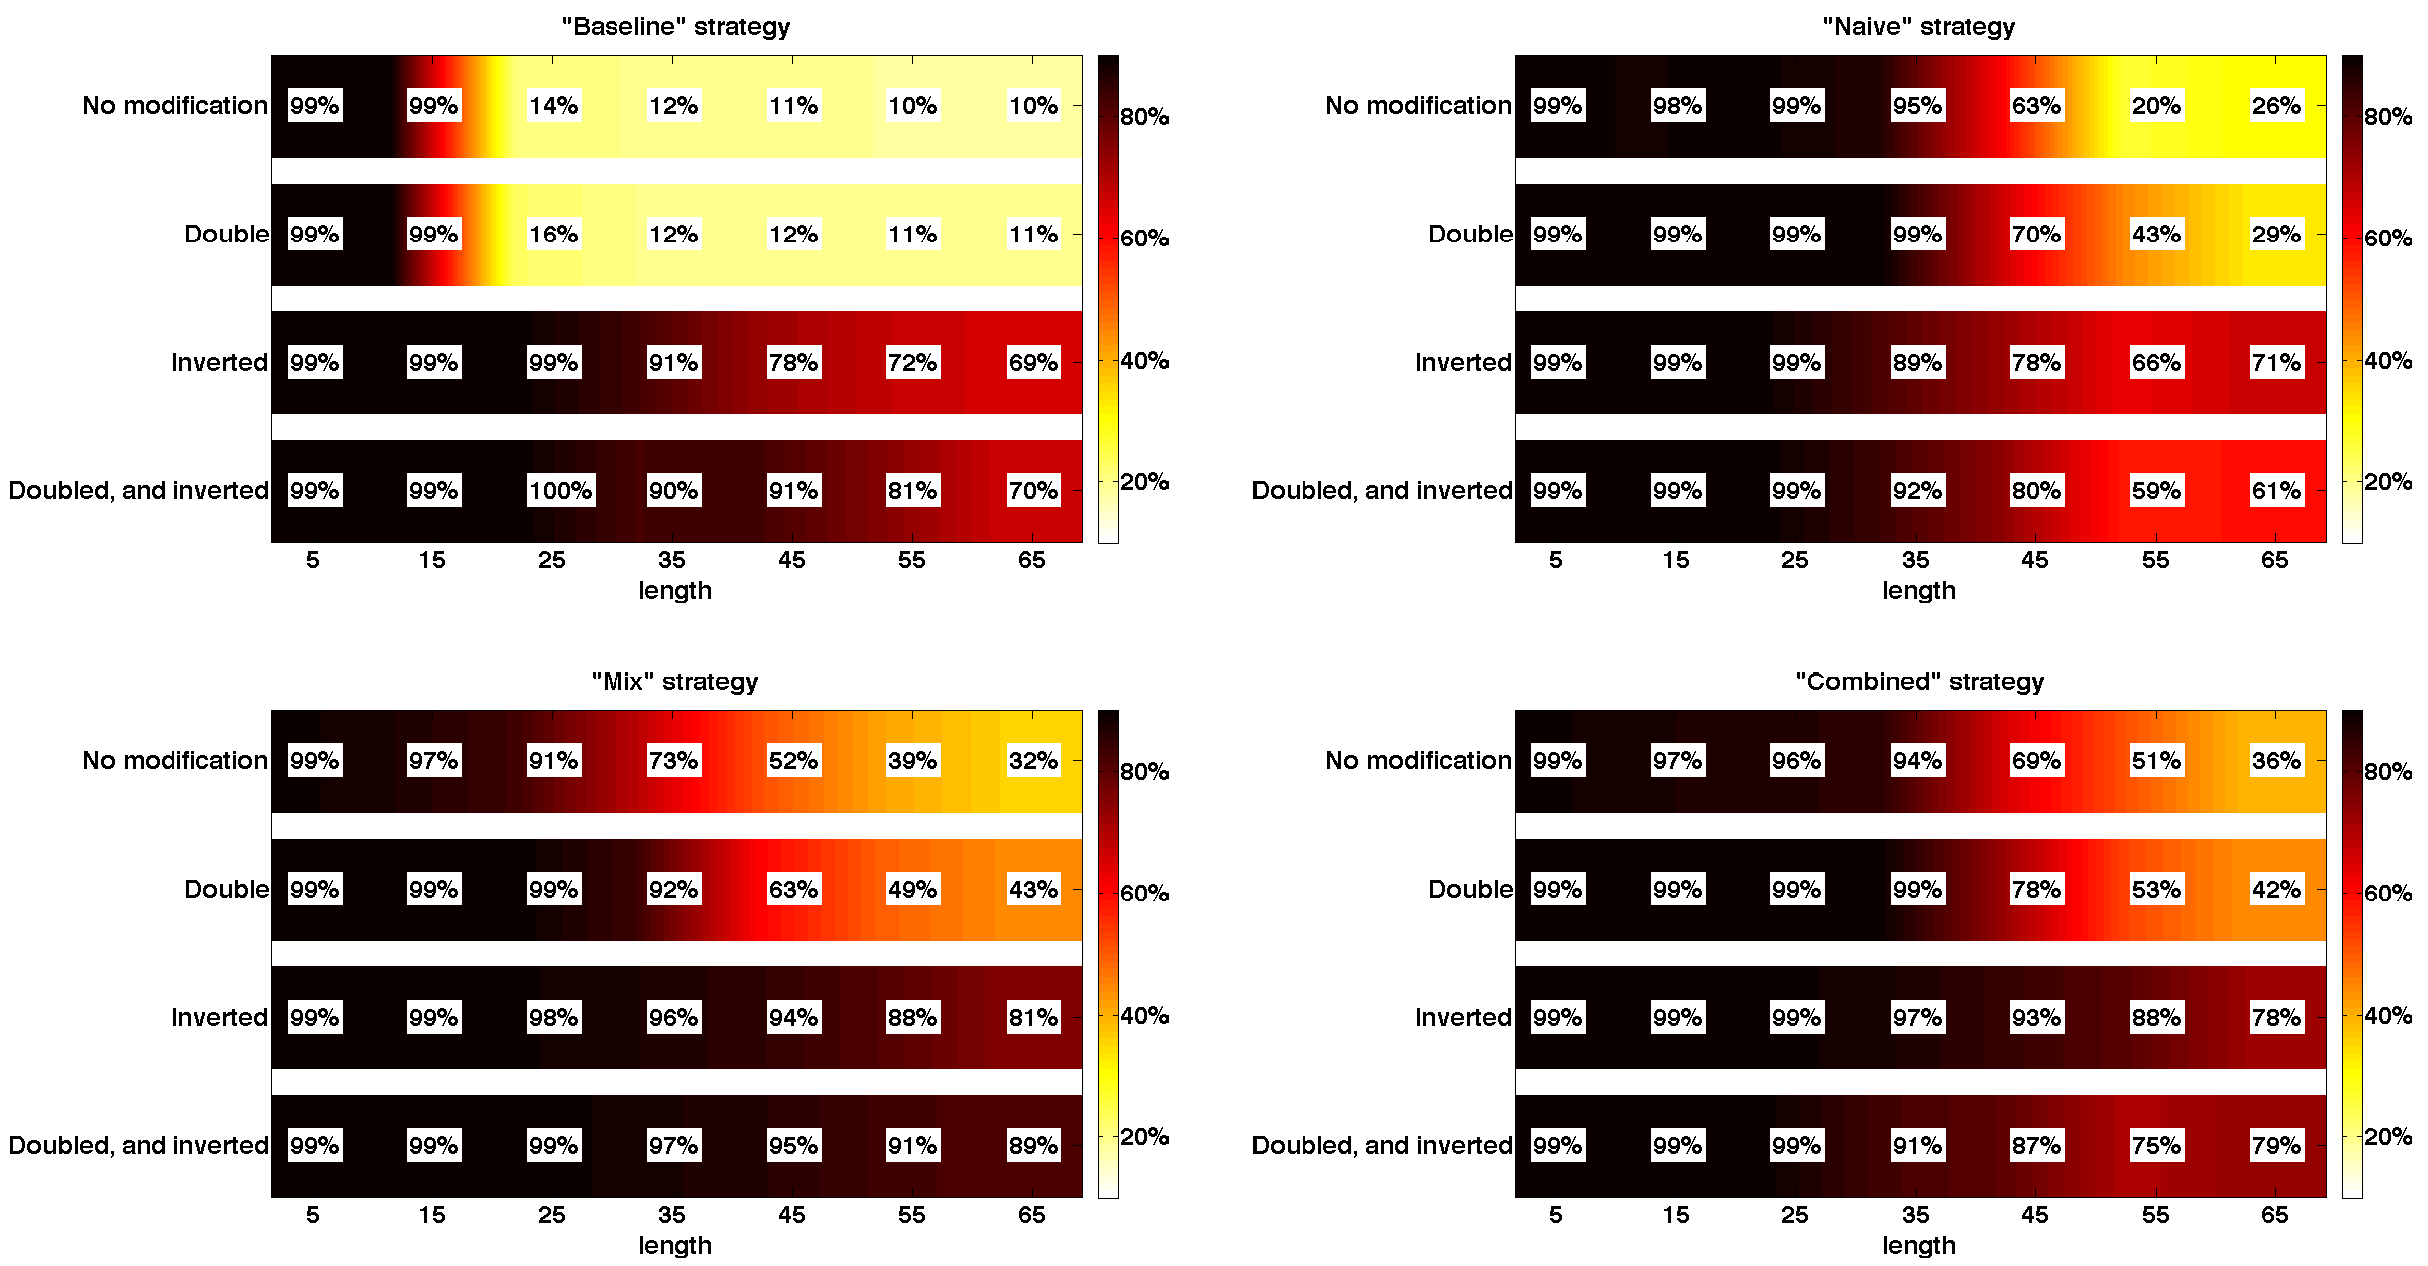 "Baseline" strategy
No modification 99% 99% 14% 12% 11% 10% 10%
Double 99% 99% 16% 12% 12% 11% 11%
Inverted 99% 99% 99% 91% 78% 72% 69%
Doubled, and inverted 99% 99% 100% 90% 91% 81% 70%
5 15 25 35 45 55 65
length
80%
60%
40%
20%
"Naive" strategy
No modification 99% 98% 99% 95% 63% 20% 26%
Double 99% 99% 99% 99% 70% 43% 29%
Inverted 99% 99% 99% 89% 78% 66% 71%
Doubled, and inverted 99% 99% 99% 92% 80% 59% 61%
5 15 25 35 45 55 65
length
80%
60%
40%
20%
"Mix" strategy
No modification 99% 97% 91% 73% 52% 39% 32%
Double 99% 99% 99% 92% 63% 49% 43%
Inverted 99% 99% 98% 96% 94% 88% 81%
Doubled, and inverted 99% 99% 99% 97% 95% 91% 89%
5 15 25 35 45 55 65
length
80%
60%
40%
20%
"Combined" strategy
No modification 99% 97% 96% 94% 69% 51% 36%
Double 99% 99% 99% 99% 78% 53% 42%
Inverted 99% 99% 99% 97% 93% 88% 78%
Doubled, and inverted 99% 99% 99% 91% 87% 75% 79%
5 15 25 35 45 55 65
length
80%
60%
40%
20%